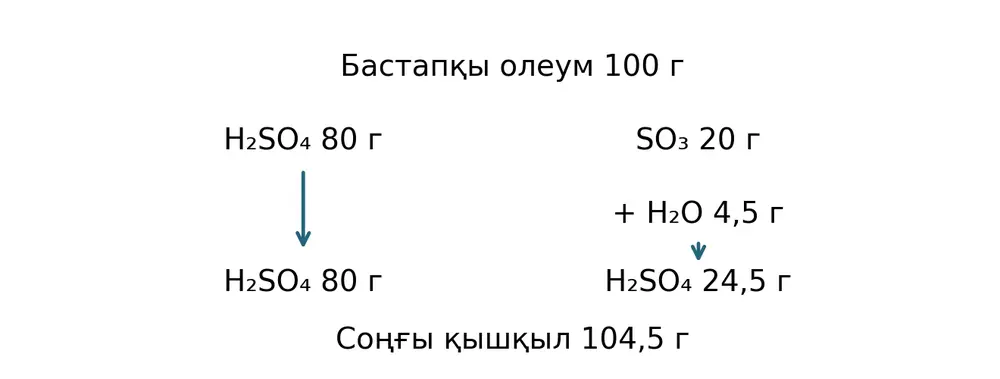 Бастапқы олеум 100 г
H₂SO₄ 80 г SO₃ 20 г
+ H₂O 4,5 г
H₂SO₄ 80 г H₂SO₄ 24,5 г
Соңғы қышқыл 104,5 г